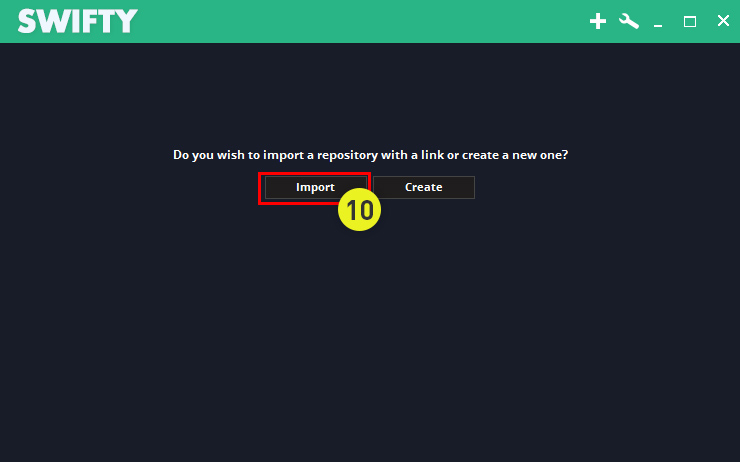 SWIFTY
Do you wish to import a repository with a link or create a new one?
Import
Create
10